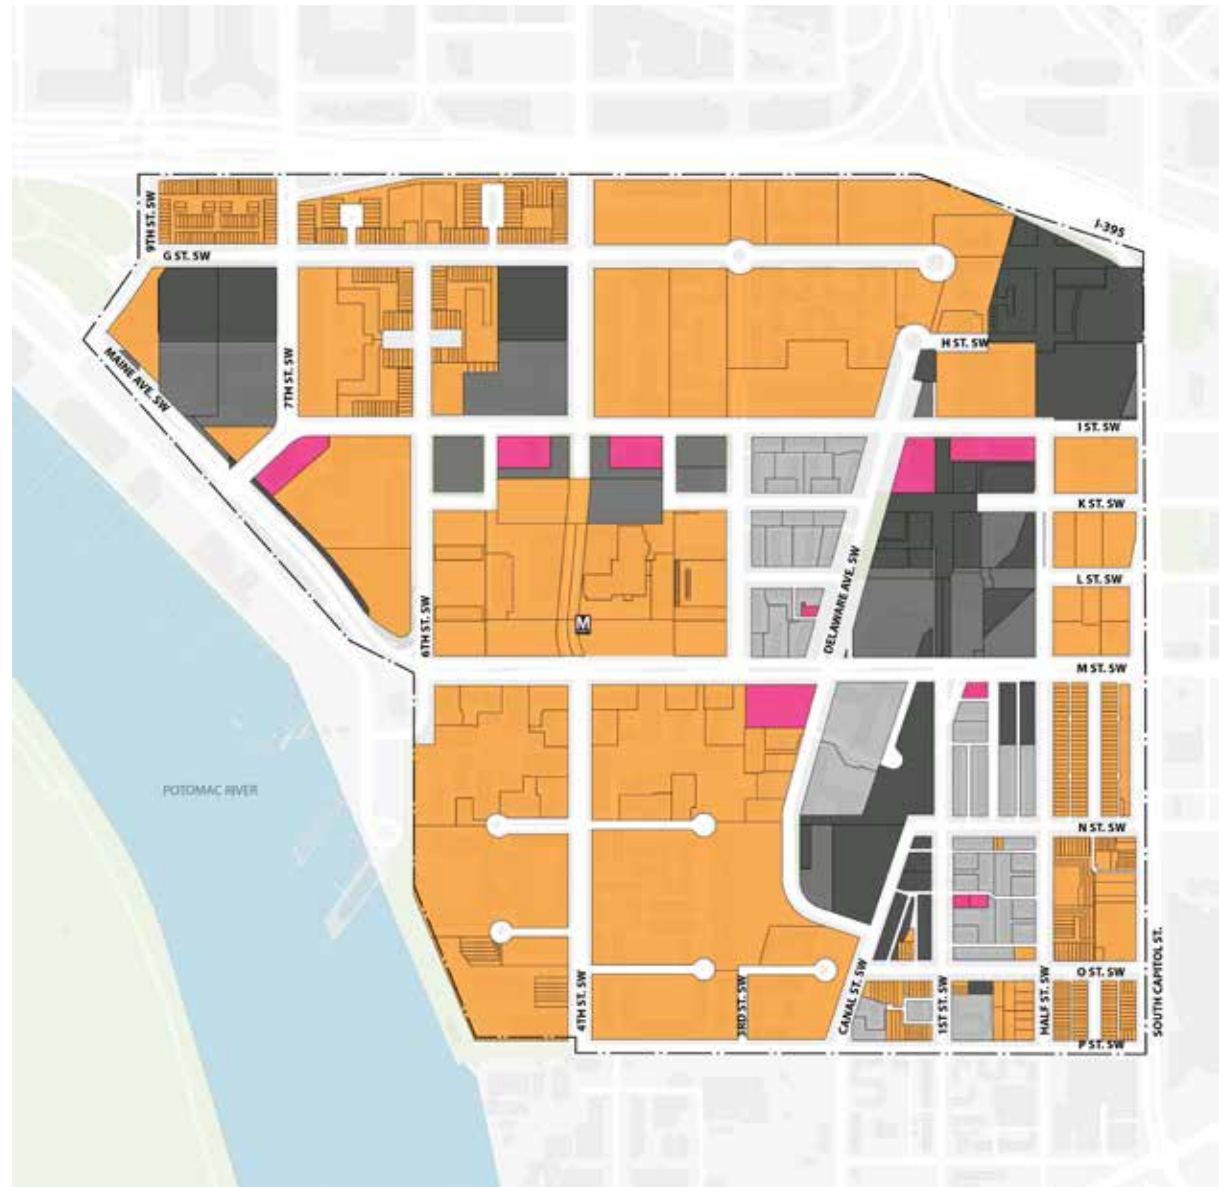 I-395
9TH ST. SW
G ST. SW
H ST. SW
MAINE AVE. SW
7TH ST. SW
I ST. SW
K ST. SW
DELAWARE AVE. SW
L ST. SW
6TH ST. SW
M
M ST. SW
POTOMAC RIVER
N ST. SW
4TH ST. SW
3RD ST. SW
CANAL ST. SW
1ST ST. SW
HALF ST. SW
O ST. SW
SOUTH CAPITOL ST.
P ST. SW